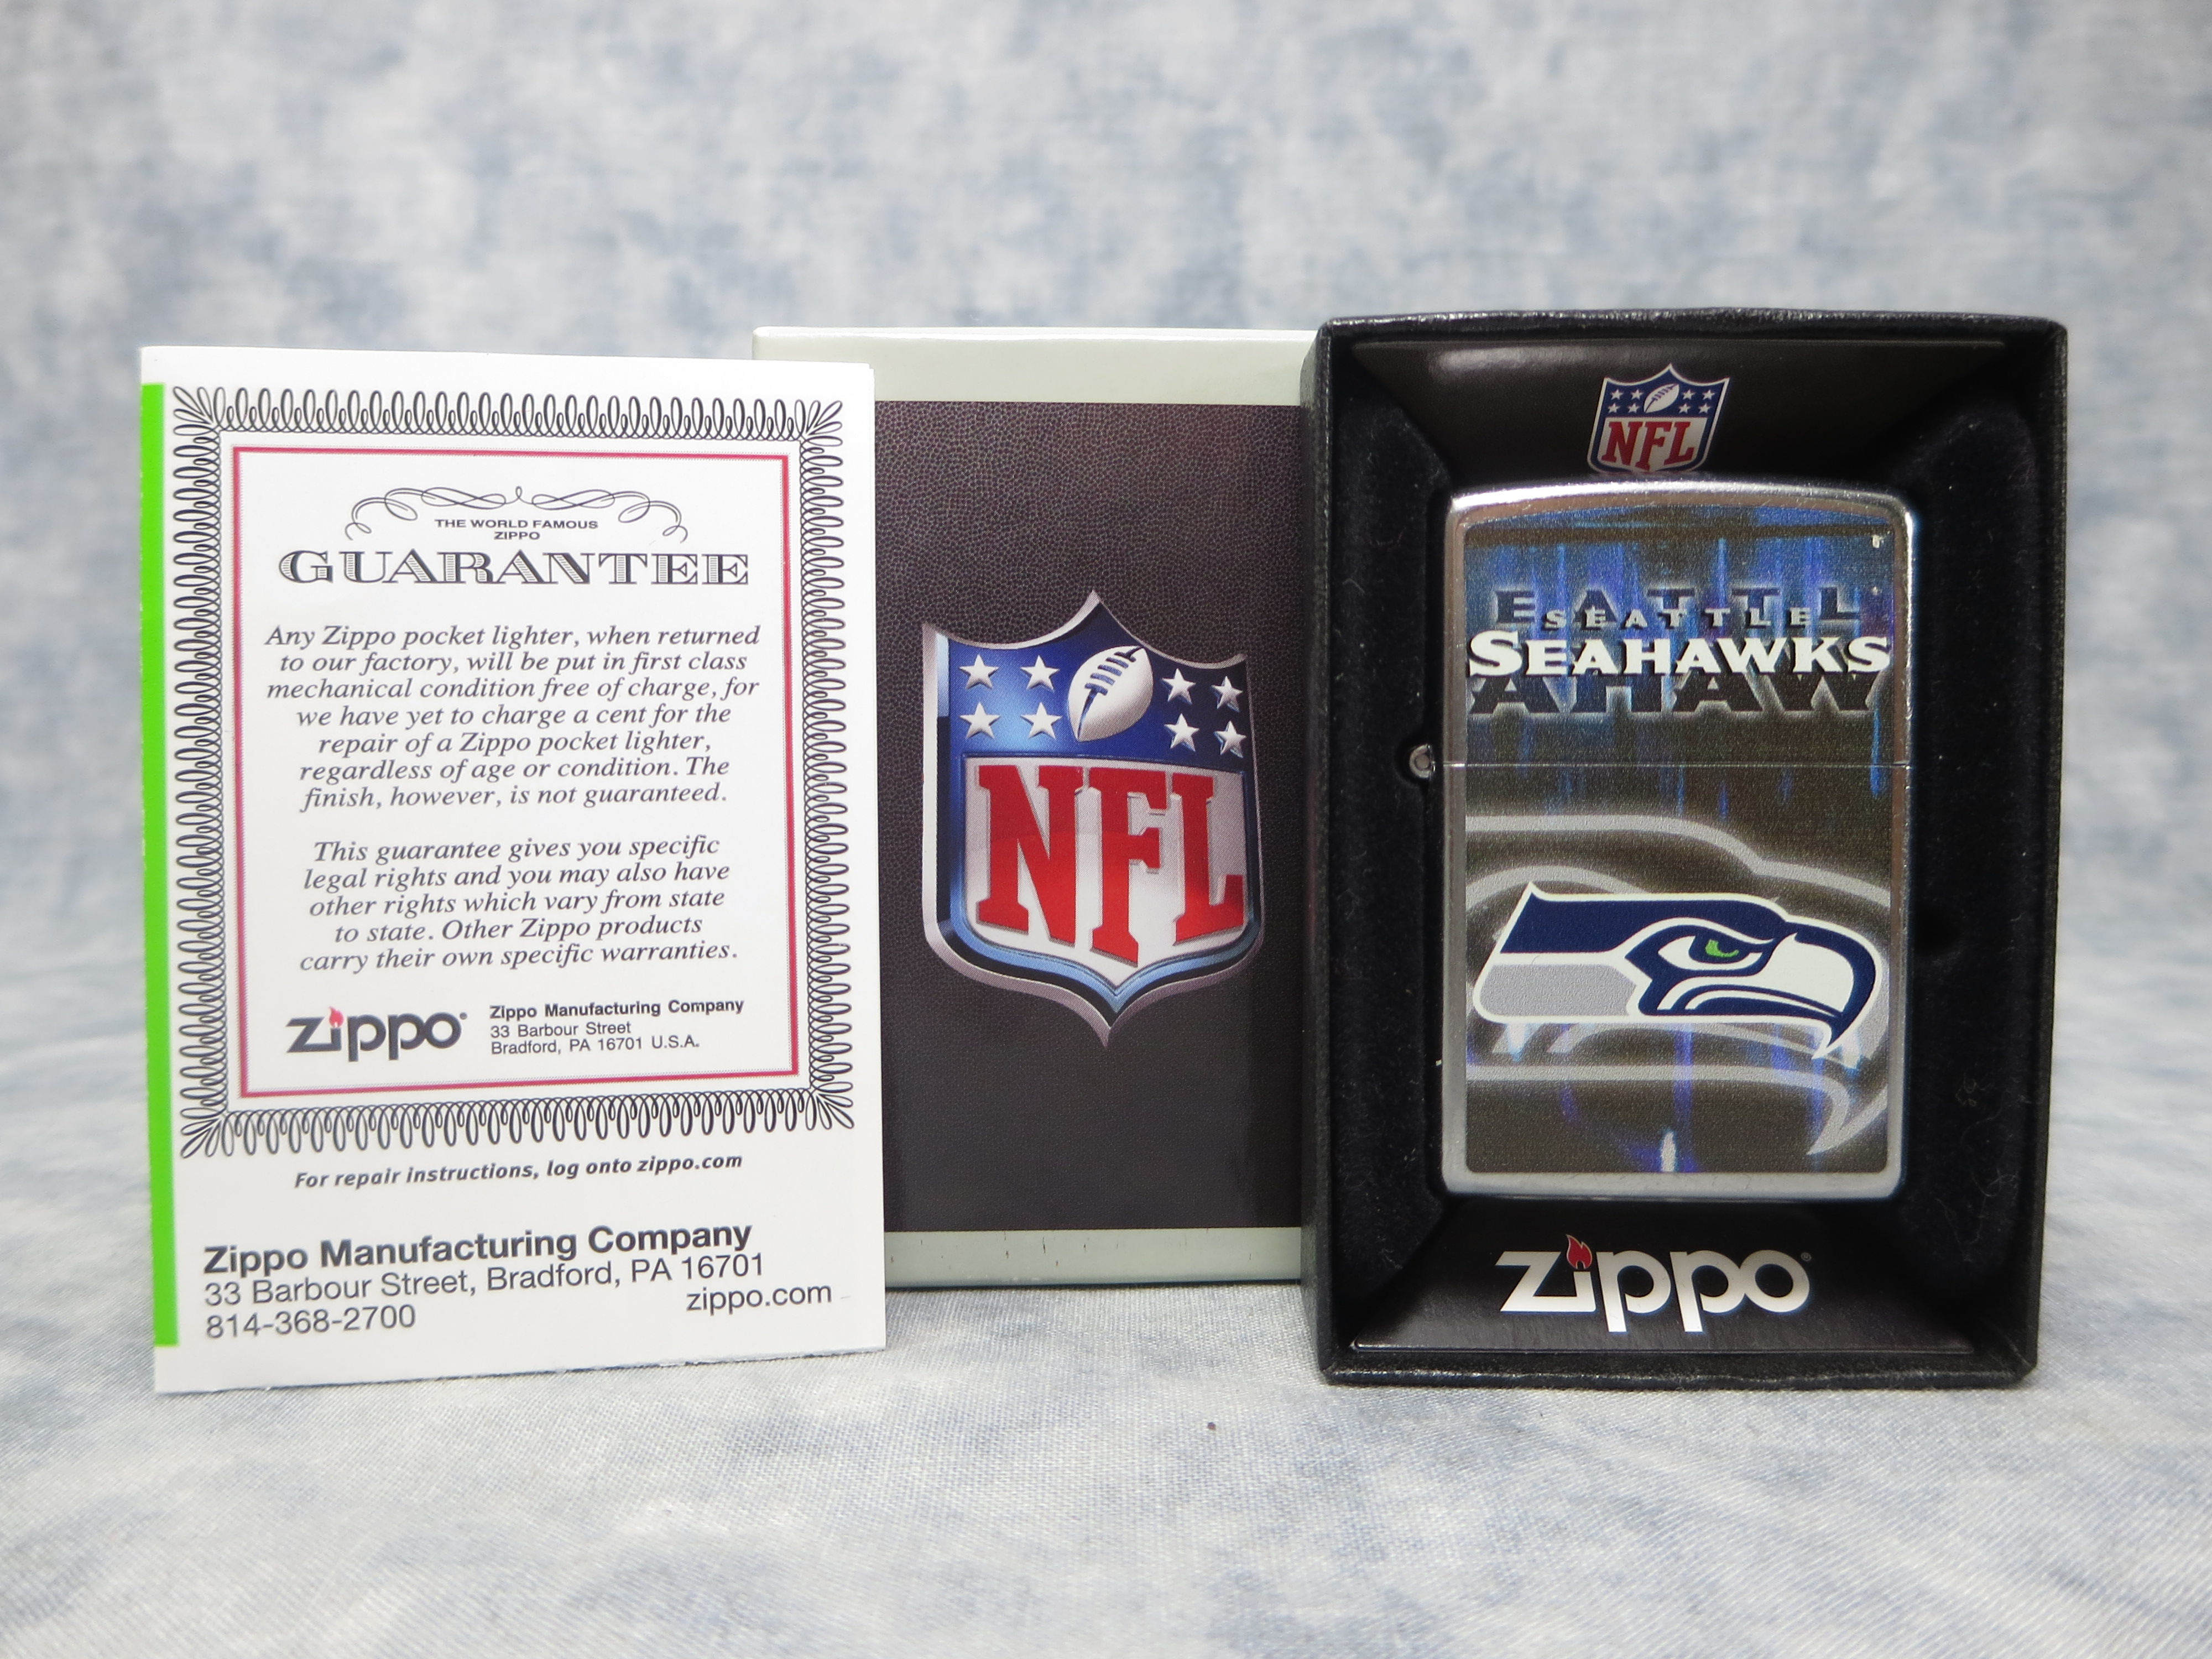 THE WORLD FAMOUS
ZIPPO
GUARANTEE
Any Zippo pocket lighter, when returned
to our factory, will be put in first class
mechanical condition free of charge, for
we have yet to charge a cent for the
repair of a Zippo pocket lighter,
regardless of age or condition. The
finish, however, is not guaranteed.
This guarantee gives you specific
legal rights and you may also have
other rights which vary from state
to state. Other Zippo products
carry their own specific warranties.
zippo®
Zippo Manufacturing Company
33 Barbour Street
Bradford, PA 16701 U.S.A.
For repair instructions, log onto zippo.com
Zippo Manufacturing Company
33 Barbour Street, Bradford, PA 16701
814-368-2700
zippo.com
NFL
NFL
EATTL
SEATTLE
SEAHAWKS
AHAW
zippo®